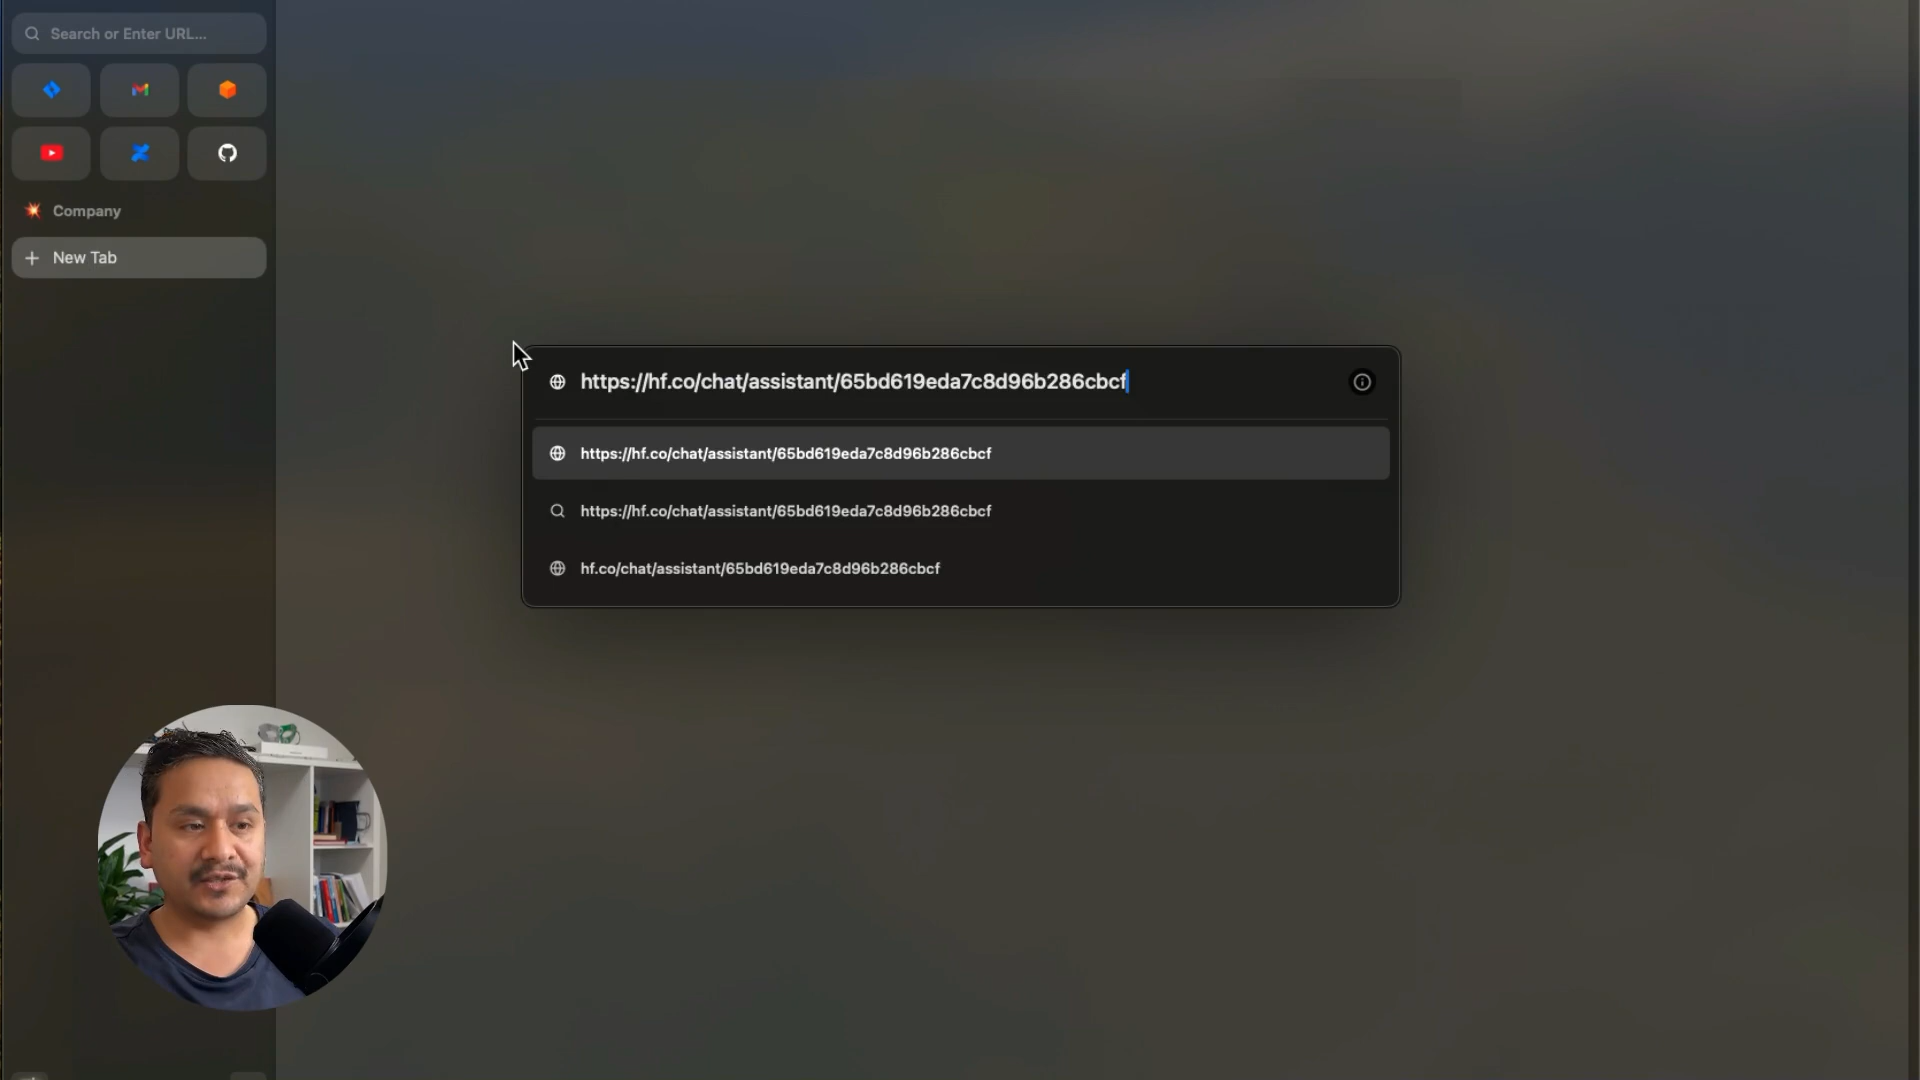 Search or Enter URL...
Company
New Tab
https://hf.co/chat/assistant/65bd619eda7c8d96b286cbcf
https://hf.co/chat/assistant/65bd619eda7c8d96b286cbcf
https://hf.co/chat/assistant/65bd619eda7c8d96b286cbcf
hf.co/chat/assistant/65bd619eda7c8d96b286cbcf